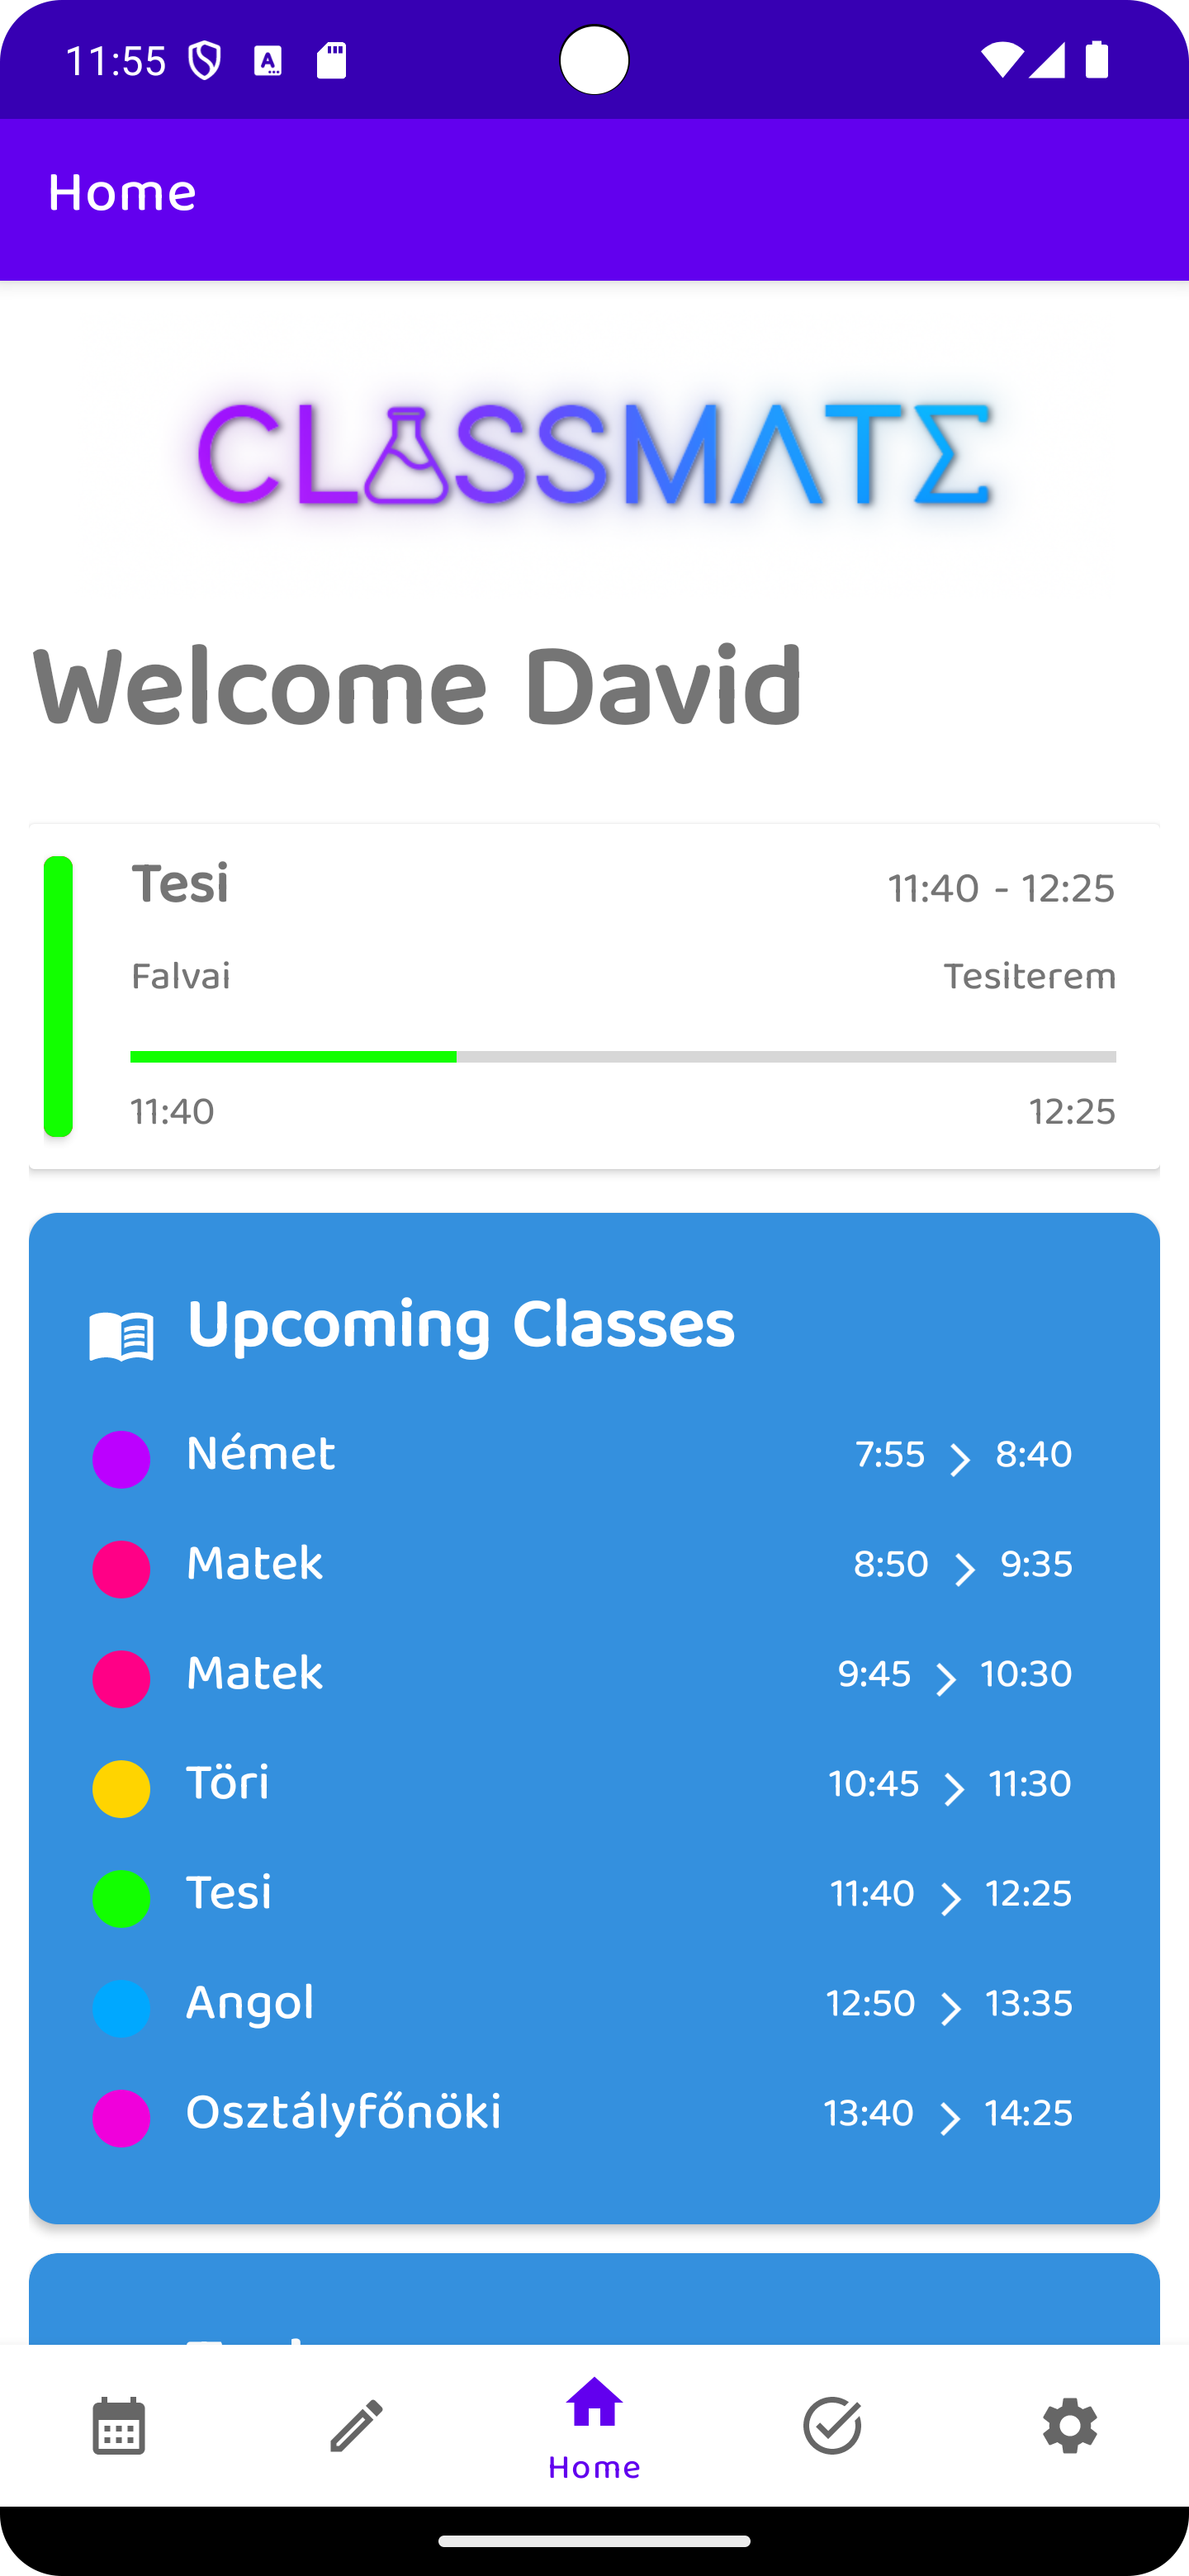 11:55
Home
CLASSMATE
Welcome David
Tesi 11:40 - 12:25
Falvai Tesiterem
11:40 12:25
Upcoming Classes
Német 7:55 > 8:40
Matek 8:50 > 9:35
Matek 9:45 > 10:30
Töri 10:45 > 11:30
Tesi 11:40 > 12:25
Angol 12:50 > 13:35
Osztályfőnöki 13:40 > 14:25
Home